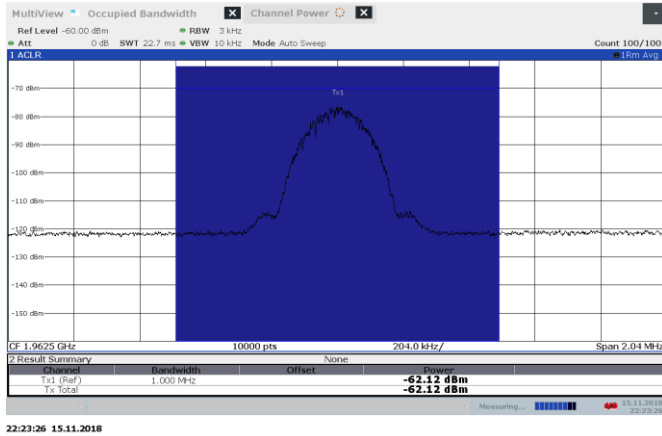 MultiView Occupied Bandwidth X Channel Power X
Ref Level -60.00 dBm RBW 3 kHz
Att 0 dB SWT 22.7 ms VBW 10 kHz Mode Auto Sweep Count 100/100
1 ACLR 1Rm Avg
Tx1
-70 dBm
-80 dBm
-90 dBm
-100 dBm
-110 dBm
-120 dBm
-130 dBm
-140 dBm
-150 dBm
CF 1.9625 GHz 10000 pts 204.0 kHz/ Span 2.04 MHz
2 Result Summary None
Channel Bandwidth Offset Power
Tx1 (Ref) 1.000 MHz -62.12 dBm
Tx Total -62.12 dBm
Measuring... 15.11.2018
22:23:26
22:23:26 15.11.2018